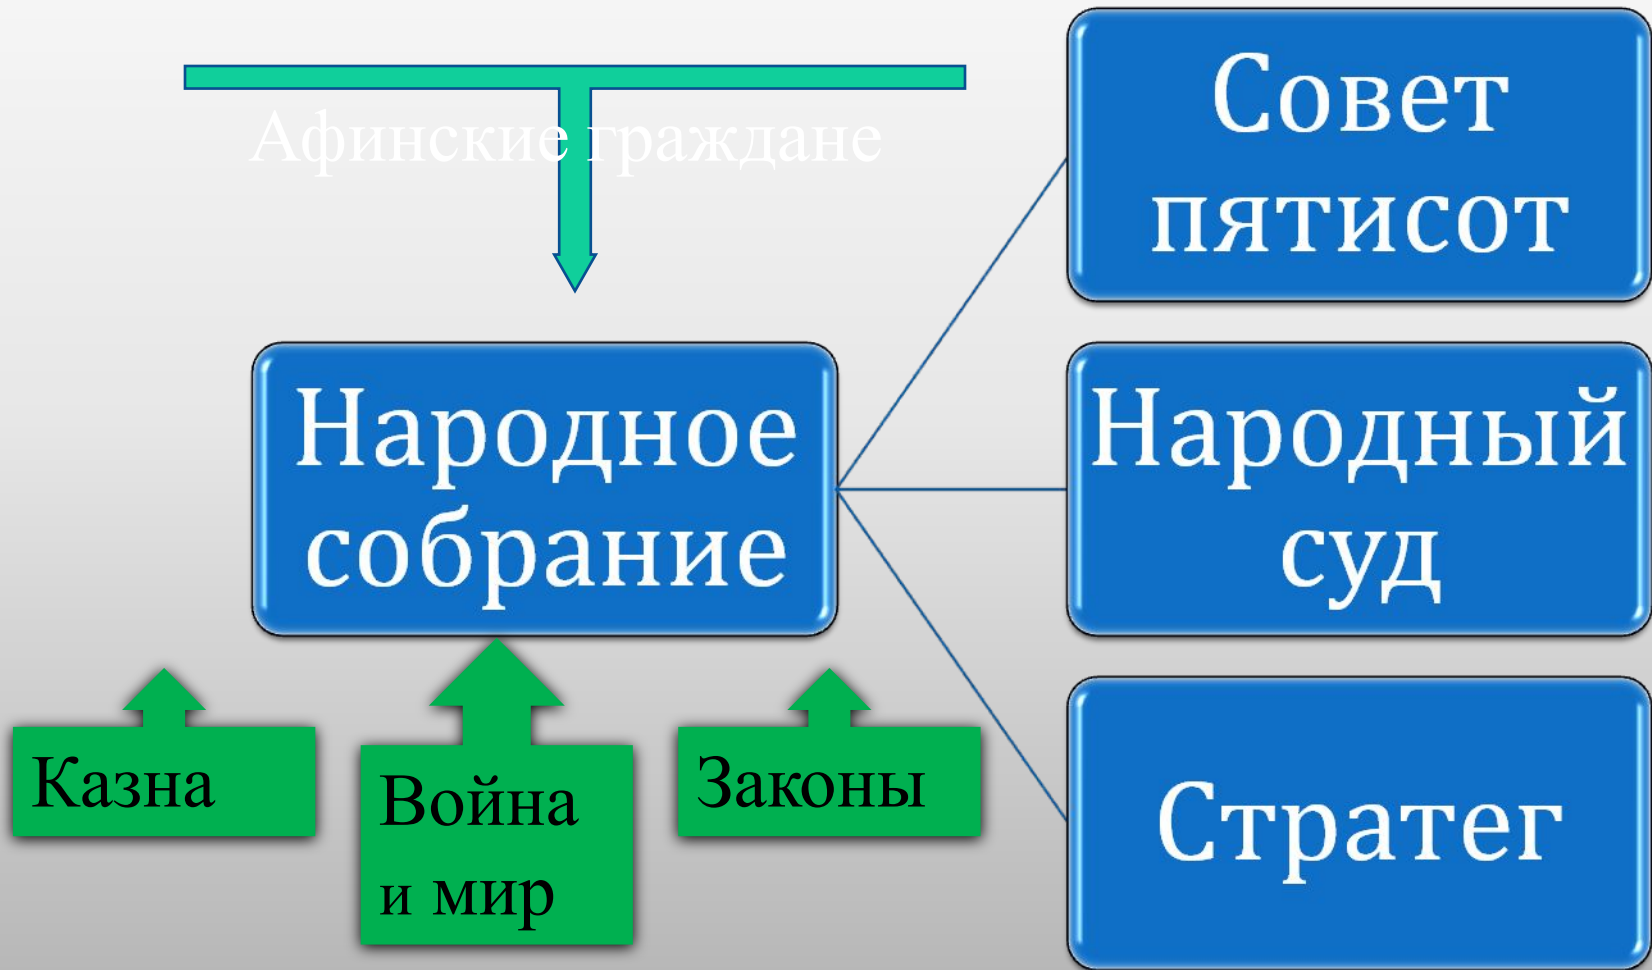 Афинские граждане
Народное
собрание
Совет
пятисот
Народный
суд
Стратег
Казна
Война
и мир
Законы